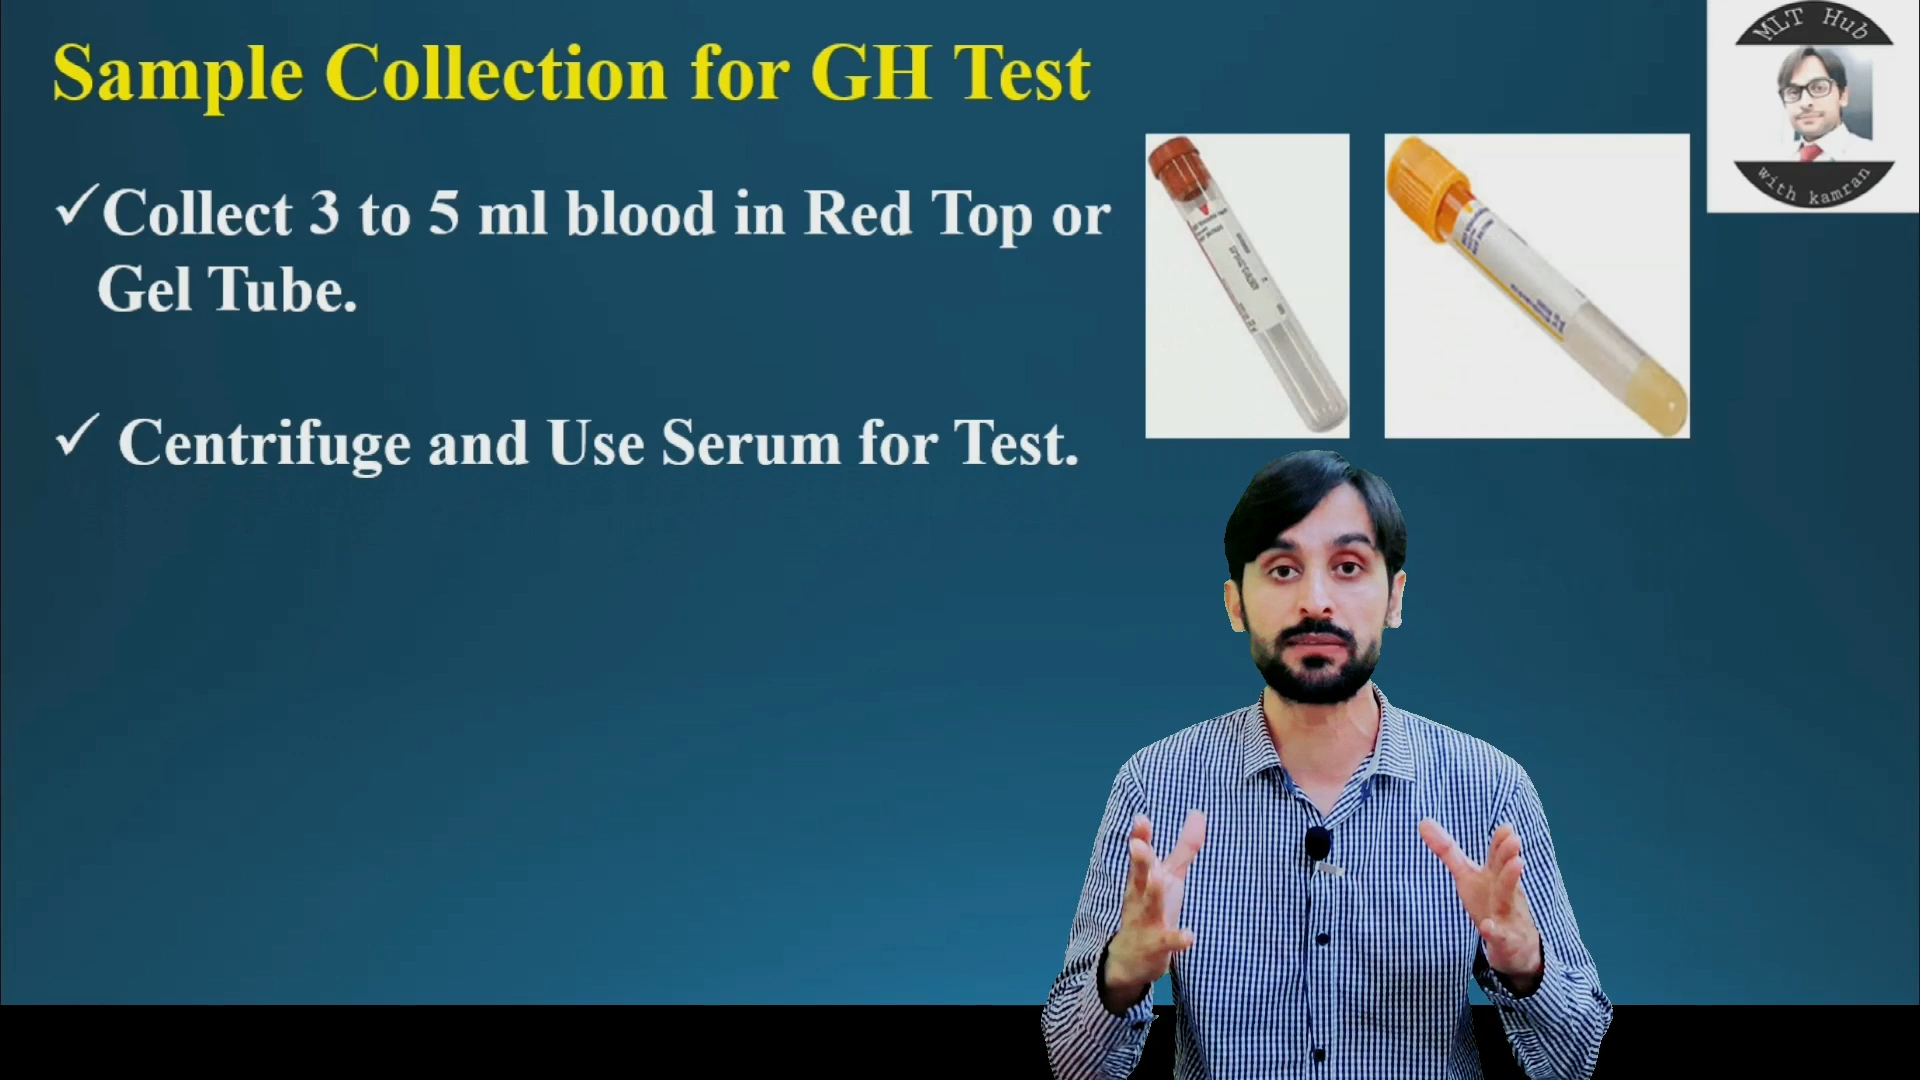 Sample Collection for GH Test
✓Collect 3 to 5 ml blood in Red Top or
Gel Tube.
✓ Centrifuge and Use Serum for Test.
MLT Hub
with kamran